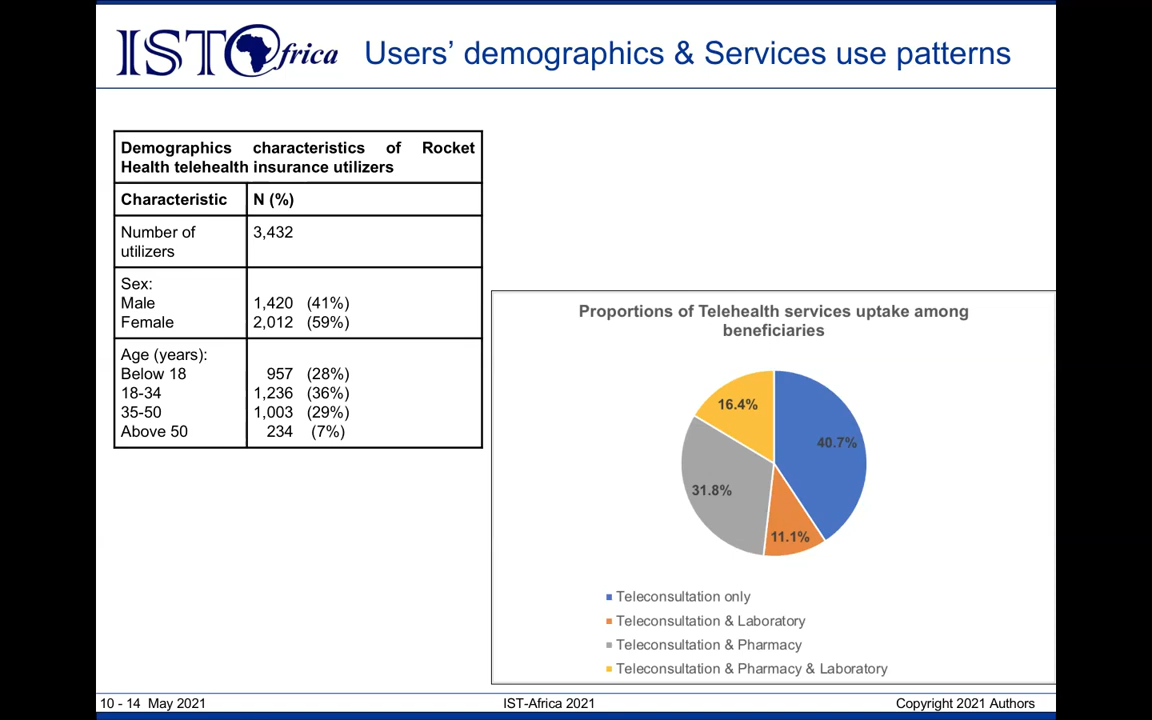 IST Africa
Users’ demographics & Services use patterns
Demographics characteristics of Rocket
Health telehealth insurance utilizers
Characteristic N (%)
Number of
utilizers
3,432
Sex:
Male 1,420 (41%)
Female 2,012 (59%)
Age (years):
Below 18 957 (28%)
18-34 1,236 (36%)
35-50 1,003 (29%)
Above 50 234 (7%)
Proportions of Telehealth services uptake among
beneficiaries
16.4%
40.7%
31.8%
11.1%
Teleconsultation only
Teleconsultation & Laboratory
Teleconsultation & Pharmacy
Teleconsultation & Pharmacy & Laboratory
10 - 14 May 2021 IST-Africa 2021 Copyright 2021 Authors